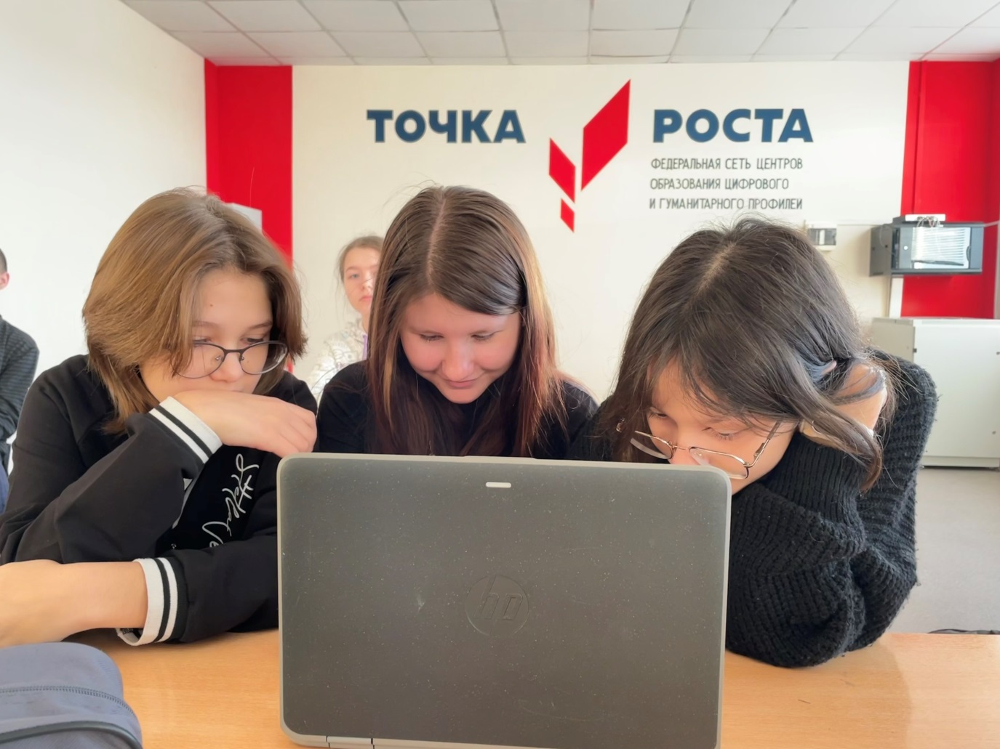 ТОЧКА РОСТА
ФЕДЕРАЛЬНАЯ СЕТЬ ЦЕНТРОВ
ОБРАЗОВАНИЯ ЦИФРОВОГО
И ГУМАНИТАРНОГО ПРОФИЛЕЙ
hp